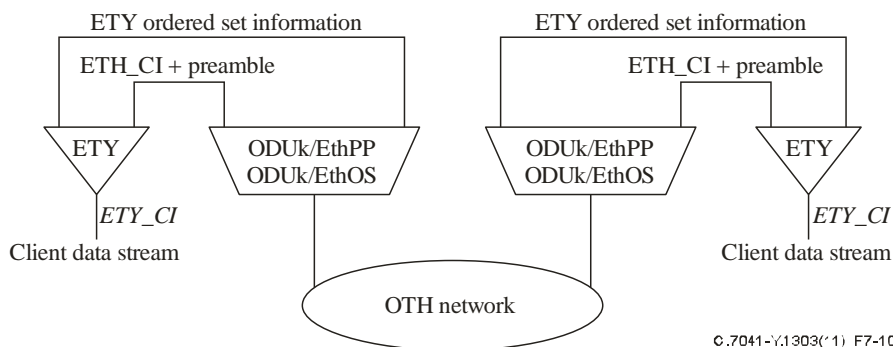 ETY ordered set information
ETY ordered set information
ETH_CI + preamble
ETH_CI + preamble
ETY
ODUk/EthPP
ODUk/EthOS
ODUk/EthPP
ODUk/EthOS
ETY
ETY_CI
ETY_CI
Client data stream
Client data stream
OTH network
G.7041-Y.1303(11)_F7-10